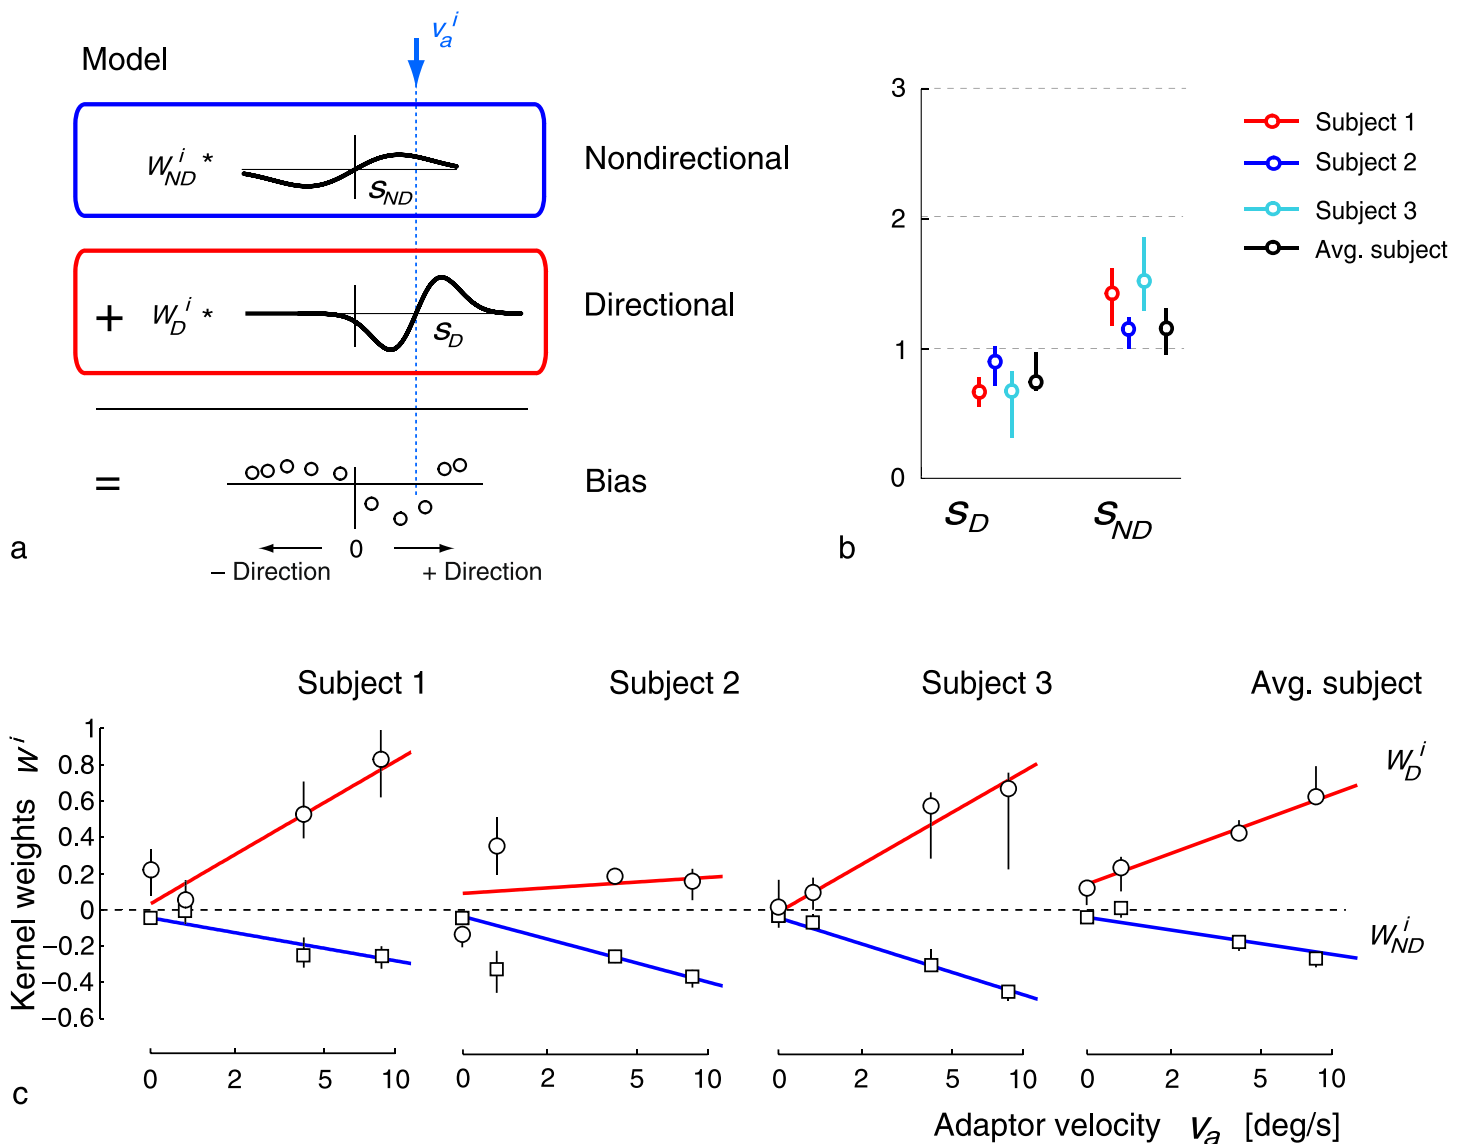 v_a^i
Model
W_ND^i *
S_ND
Nondirectional
+ W_D^i *
S_D
Directional
=
Bias
0
– Direction
+ Direction
a
3
2
1
0
S_D
S_ND
b
Subject 1
Subject 2
Subject 3
Avg. subject
Subject 1
Subject 2
Subject 3
Avg. subject
Kernel weights w^i
1
0.8
0.6
0.4
0.2
0
−0.2
−0.4
−0.6
W_D^i
W_ND^i
0 2 5 10
0 2 5 10
0 2 5 10
0 2 5 10
c
Adaptor velocity v_a [deg/s]